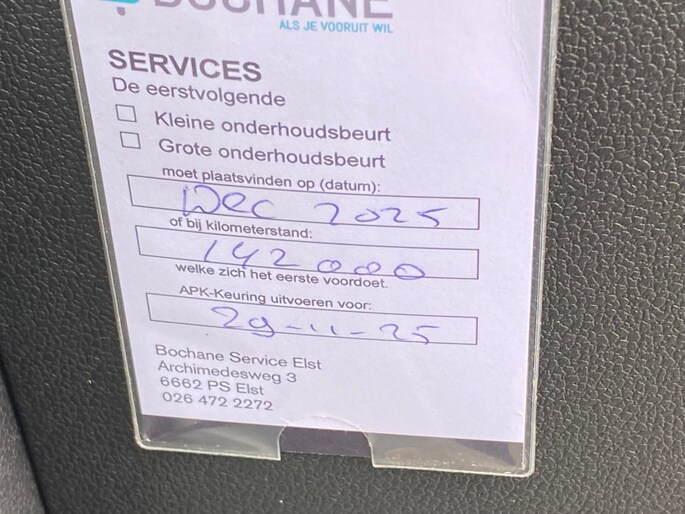 BOCHANE
ALS JE VOORUIT WIL
SERVICES
De eerstvolgende
Kleine onderhoudsbeurt
Grote onderhoudsbeurt
moet plaatsvinden op (datum):
Dec 2025
of bij kilometerstand:
142000
welke zich het eerste voordoet.
APK-Keuring uitvoeren voor:
29-11-25
Bochane Service Elst
Archimedesweg 3
6662 PS Elst
026 472 2272